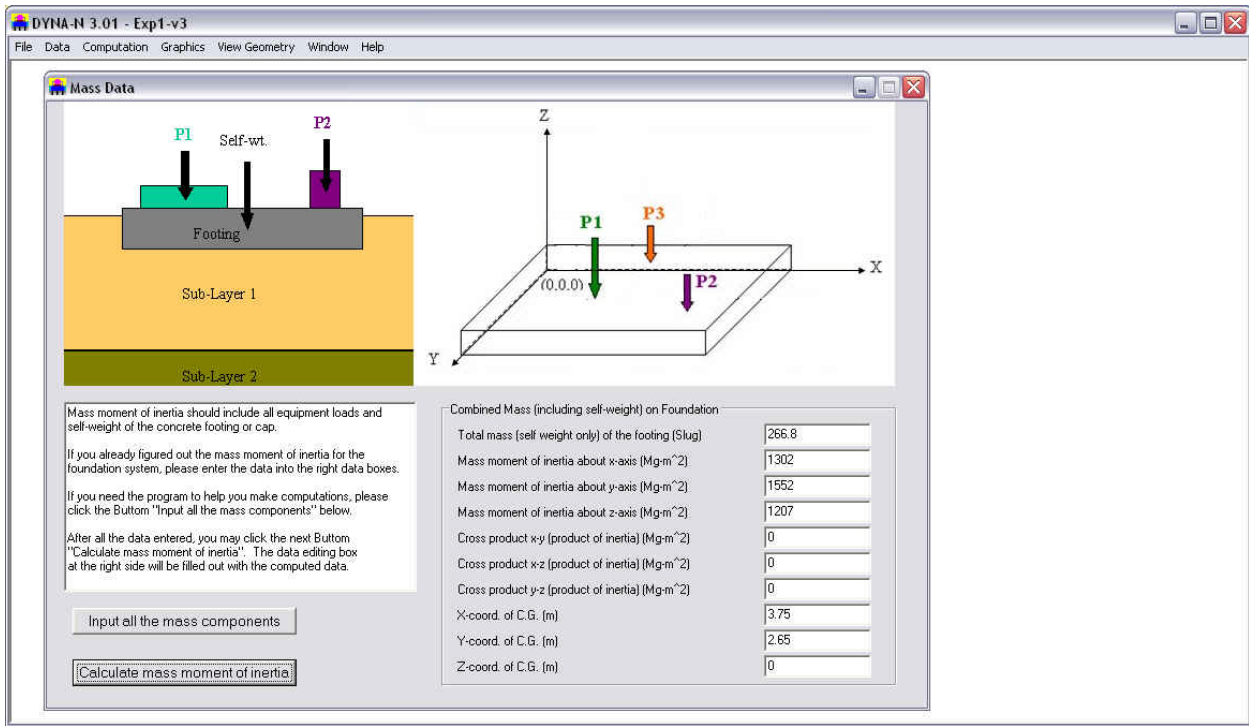 DYNA-N 3.01 - Exp1-v3
File Data Computation Graphics View Geometry Window Help
Mass Data
P1
Self-wt.
P2
Footing
Sub-Layer 1
Sub-Layer 2
Z
P1
P3
(0,0,0)
P2
X
Y
Mass moment of inertia should include all equipment loads and
self-weight of the concrete footing or cap.
If you already figured out the mass moment of inertia for the
foundation system, please enter the data into the right data boxes.
If you need the program to help you make computations, please
click the Buttom "Input all the mass components" below.
After all the data entered, you may click the next Buttom
"Calculate mass moment of inertia". The data editing box
at the right side will be filled out with the computed data.
Input all the mass components
Calculate mass moment of inertia
Combined Mass (including self-weight) on Foundation
Total mass (self weight only) of the footing (Slug) 266.8
Mass moment of inertia about x-axis (Mg-m^2) 1302
Mass moment of inertia about y-axis (Mg-m^2) 1552
Mass moment of inertia about z-axis (Mg-m^2) 1207
Cross product x-y (product of inertia) (Mg-m^2) 0
Cross product x-z (product of inertia) (Mg-m^2) 0
Cross product y-z (product of inertia) (Mg-m^2) 0
X-coord. of C.G. (m) 3.75
Y-coord. of C.G. (m) 2.65
Z-coord. of C.G. (m) 0